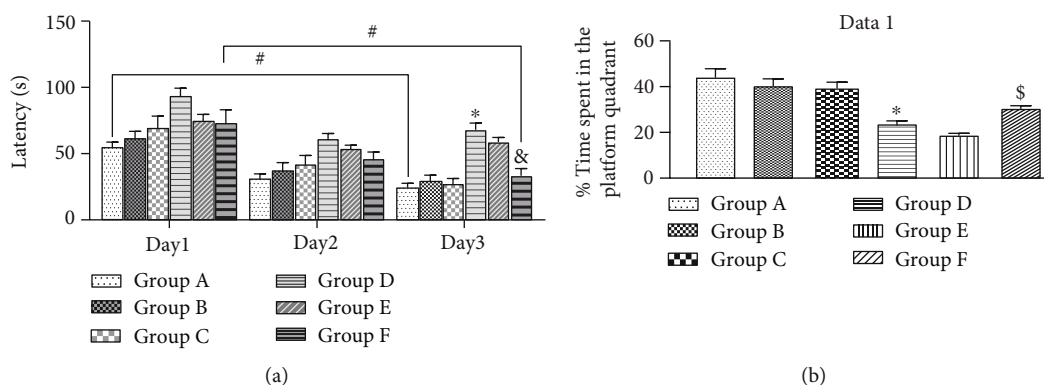 150
100
50
0
Latency (s)
#
#
*
&
Day1
Day2
Day3
Group A
Group B
Group C
Group D
Group E
Group F
(a)
Data 1
60
40
20
0
% Time spent in the
platform quadrant
*
$
Group A
Group B
Group C
Group D
Group E
Group F
(b)